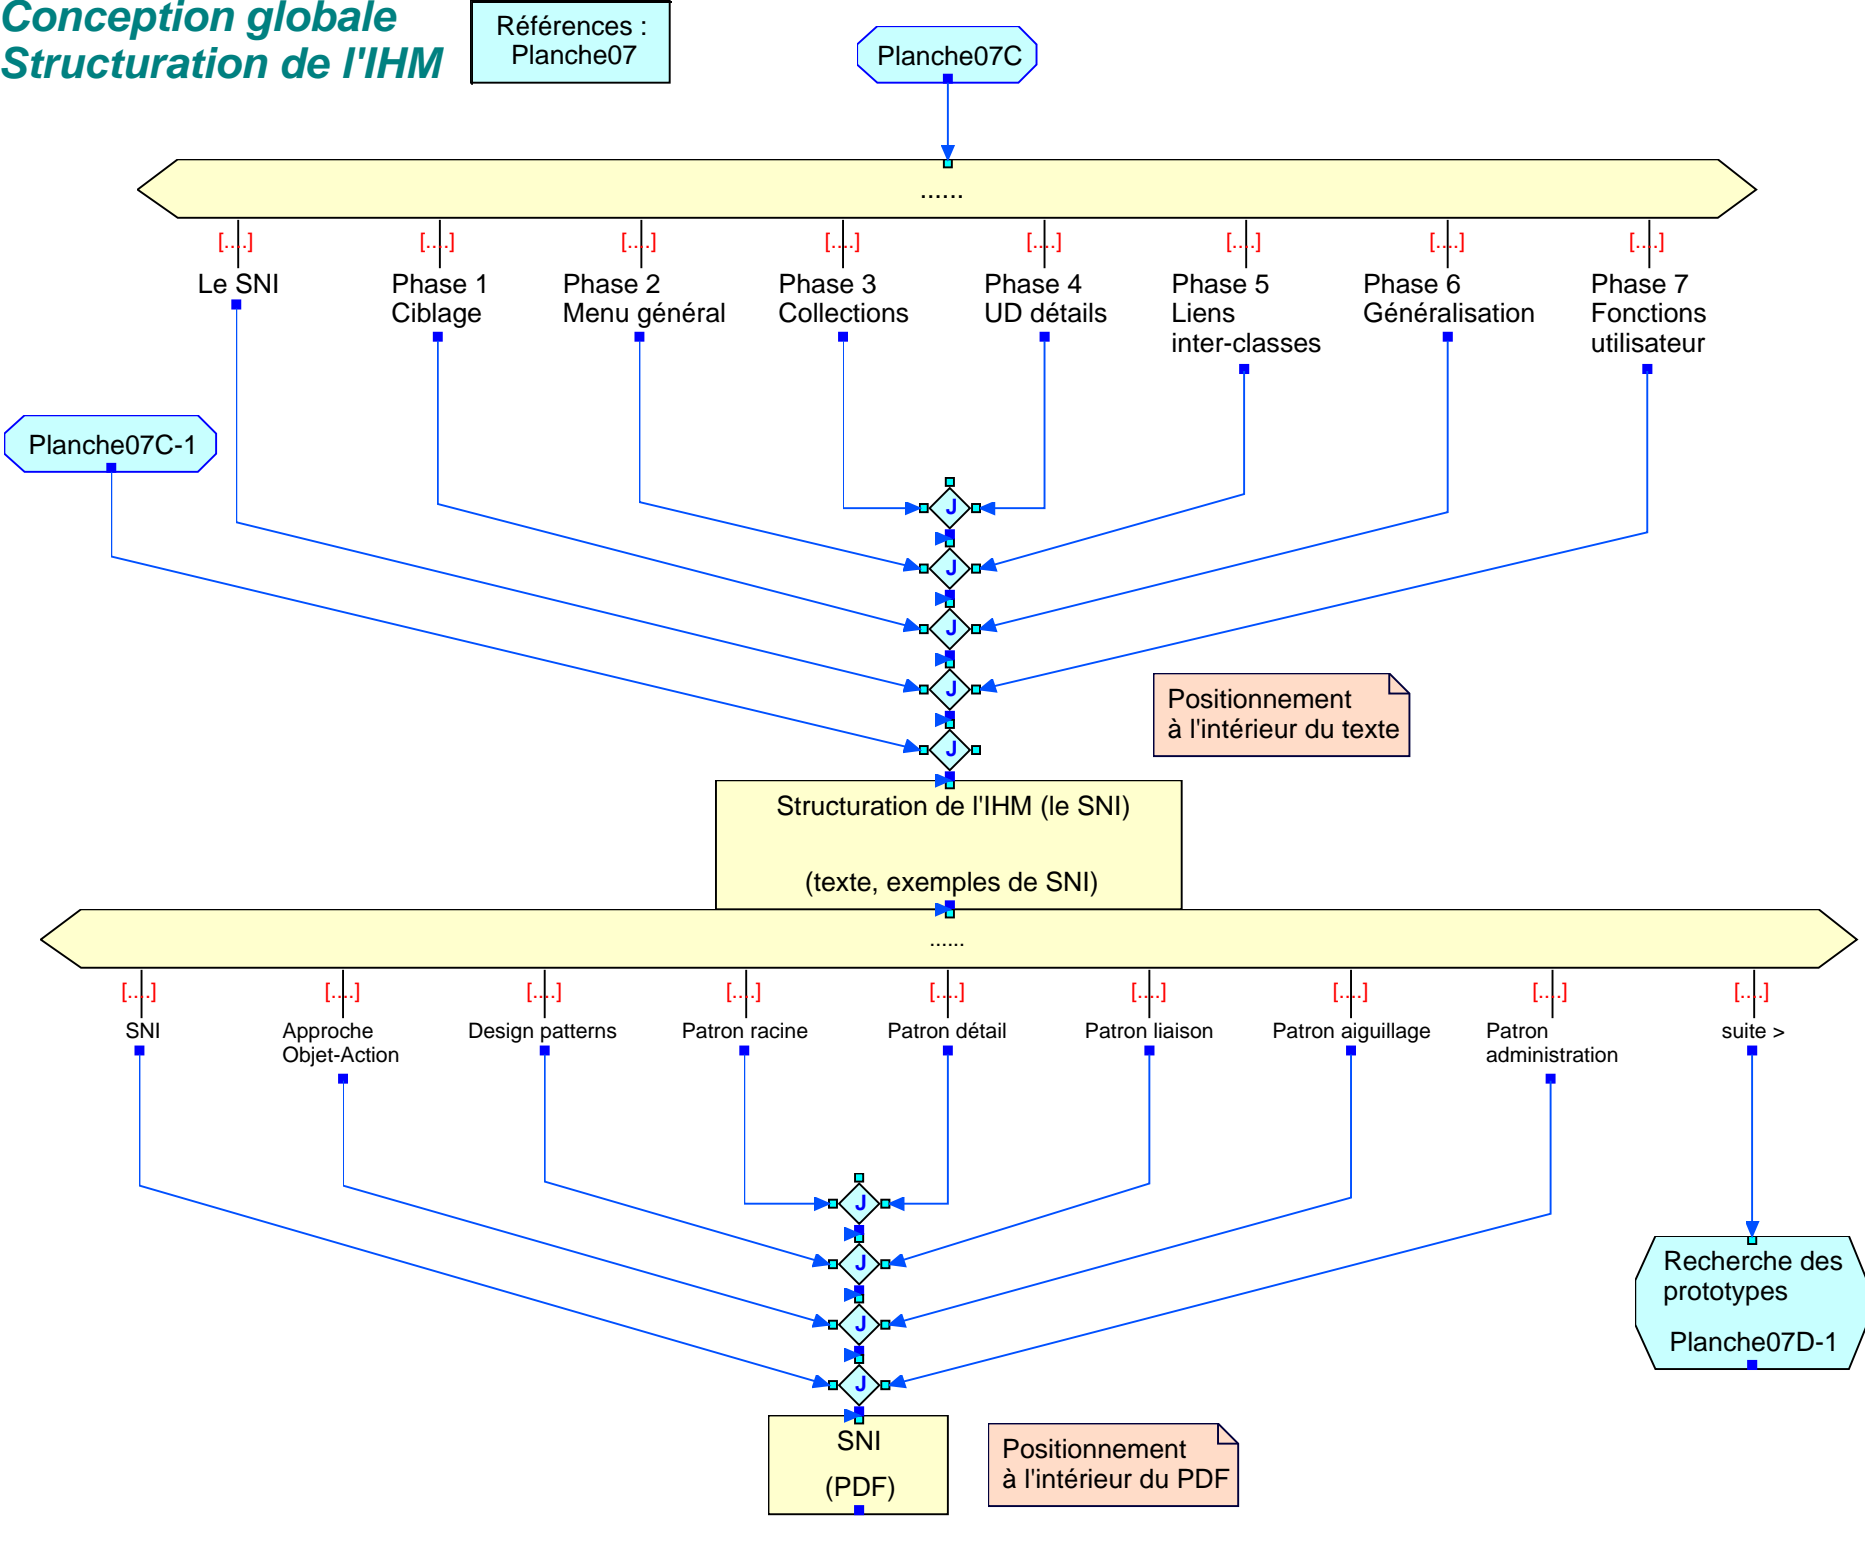 Conception globale
Structuration de l'IHM
Références :
Planche07
Planche07C
......
[....]
[....]
[....]
[....]
[....]
[....]
[....]
[....]
Le SNI
Phase 1
Ciblage
Phase 2
Menu général
Phase 3
Collections
Phase 4
UD détails
Phase 5
Liens
inter-classes
Phase 6
Généralisation
Phase 7
Fonctions
utilisateur
Planche07C-1
J
J
J
J
J
Positionnement
à l'intérieur du texte
Structuration de l'IHM (le SNI)
(texte, exemples de SNI)
......
[....]
[....]
[....]
[....]
[....]
[....]
[....]
[....]
[....]
SNI
Approche
Objet-Action
Design patterns
Patron racine
Patron détail
Patron liaison
Patron aiguillage
Patron
administration
suite >
J
J
J
J
Recherche des
prototypes
Planche07D-1
SNI
(PDF)
Positionnement
à l'intérieur du PDF